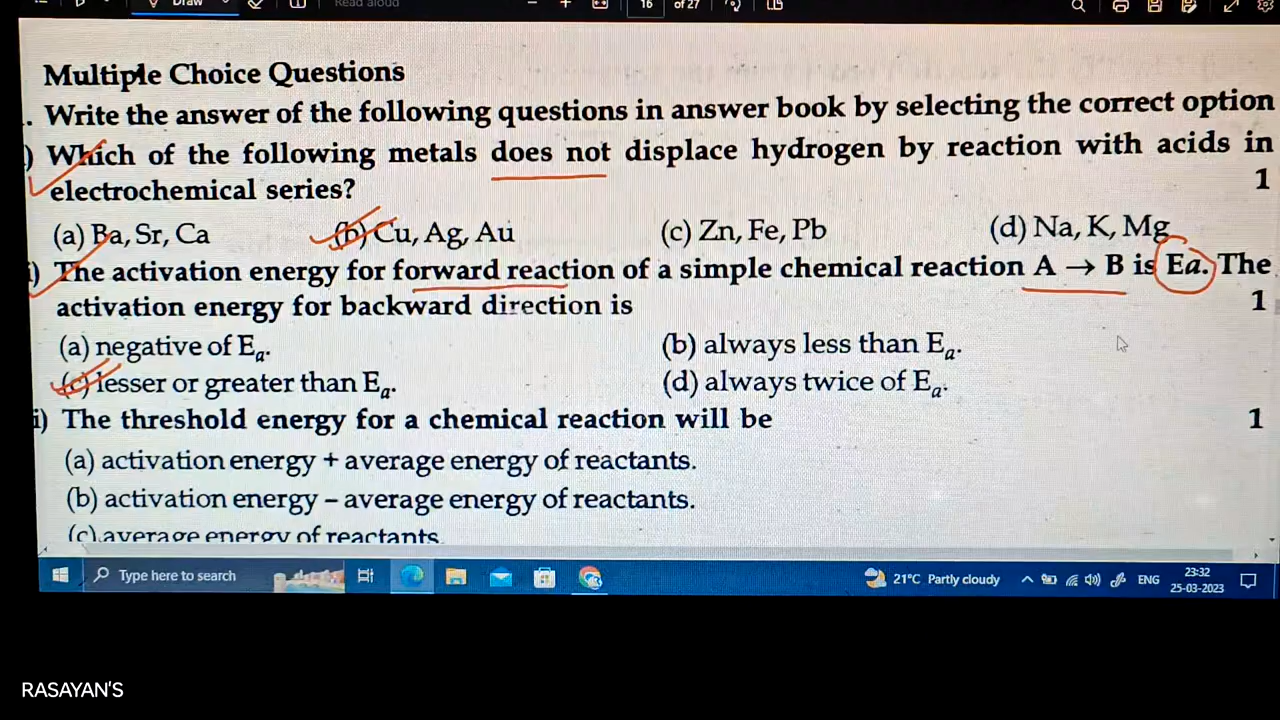 Draw
Read aloud
16 of 27
Multiple Choice Questions
. Write the answer of the following questions in answer book by selecting the correct option
) Which of the following metals does not displace hydrogen by reaction with acids in
electrochemical series? 1
(a) Ba, Sr, Ca (b) Cu, Ag, Au (c) Zn, Fe, Pb (d) Na, K, Mg
i) The activation energy for forward reaction of a simple chemical reaction A → B is Ea. The
activation energy for backward direction is 1
(a) negative of Ea. (b) always less than Ea.
(c) lesser or greater than Ea. (d) always twice of Ea.
i) The threshold energy for a chemical reaction will be 1
(a) activation energy + average energy of reactants.
(b) activation energy – average energy of reactants.
(c) average energy of reactants
Type here to search 21°C Partly cloudy ENG 23:32
25-03-2023
RASAYAN'S